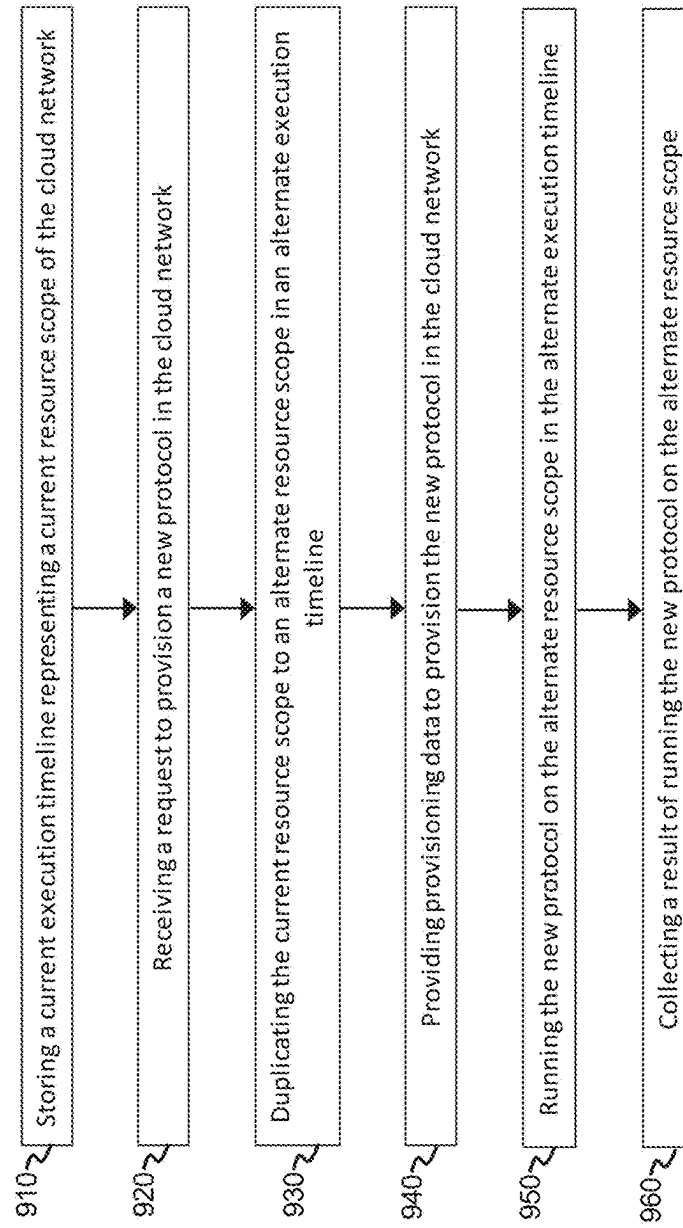 910
Storing a current execution timeline representing a current resource scope of the cloud network
920
Receiving a request to provision a new protocol in the cloud network
930
Duplicating the current resource scope to an alternate resource scope in an alternate execution
timeline
940
Providing provisioning data to provision the new protocol in the cloud network
950
Running the new protocol on the alternate resource scope in the alternate execution timeline
960
Collecting a result of running the new protocol on the alternate resource scope